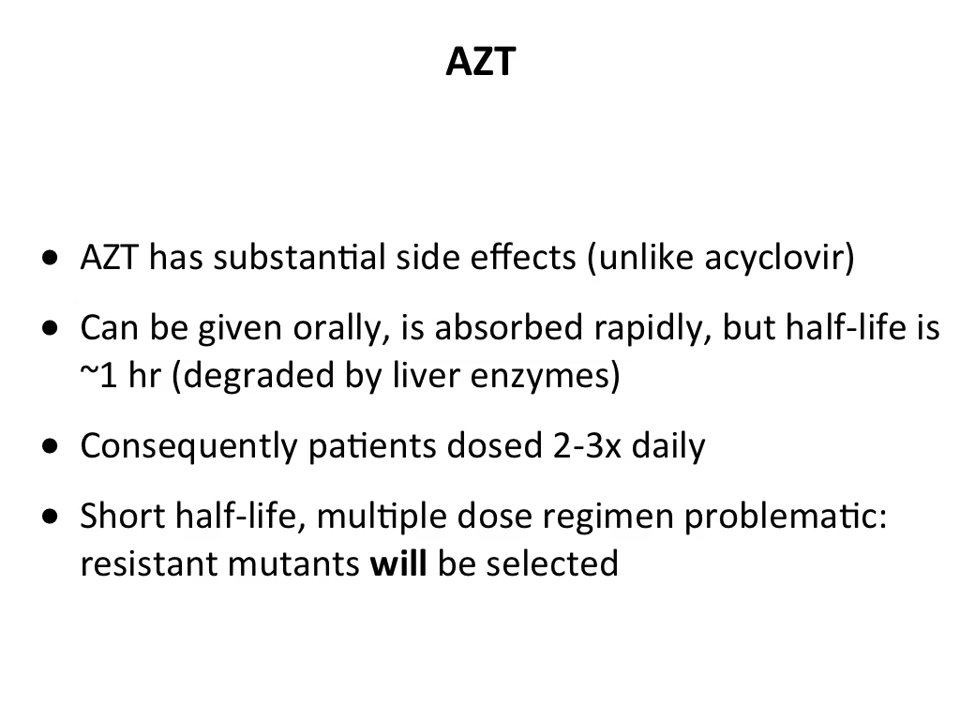 AZT
• AZT has substantial side effects (unlike acyclovir)
• Can be given orally, is absorbed rapidly, but half-life is
~1 hr (degraded by liver enzymes)
• Consequently patients dosed 2-3x daily
• Short half-life, multiple dose regimen problematic:
resistant mutants will be selected